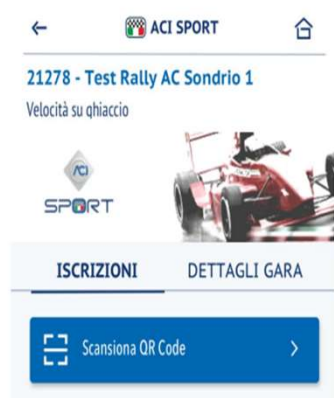 ACI SPORT
21278 - Test Rally AC Sondrio 1
Velocità su ghiaccio
ACI
SPORT
ISCRIZIONI DETTAGLI GARA
Scansiona QR Code